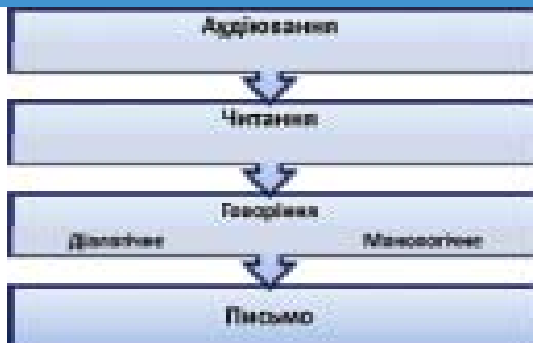 Аудіювання
Читання
Говоріння
Діалогічне Монологічне
Письмо